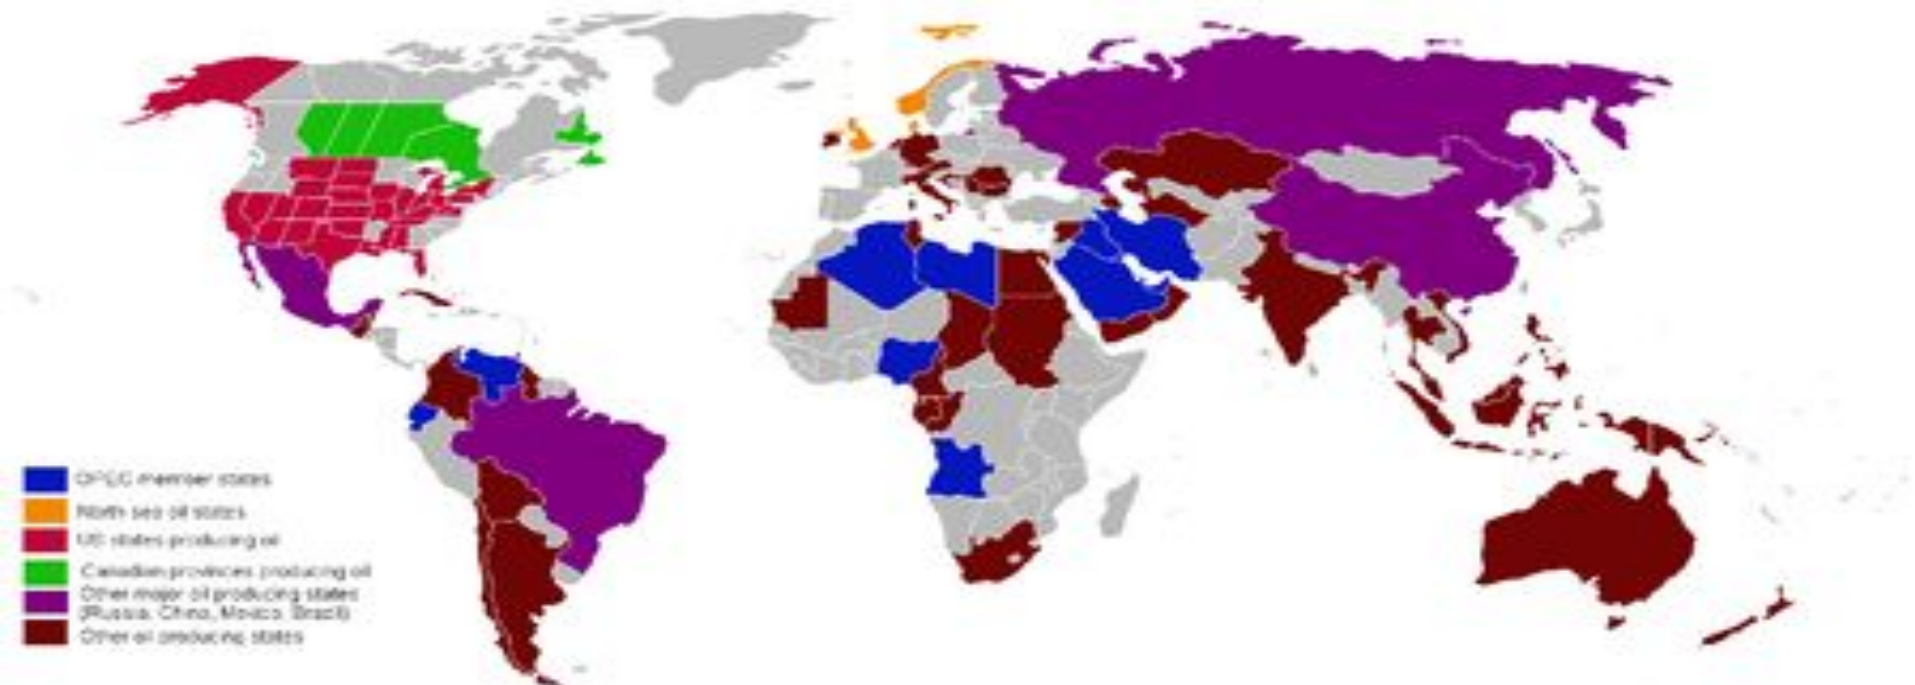 OPEC member states
North sea oil states
US states producing oil
Canadian provinces producing oil
Other major oil producing states
(Russia, China, Mexico, Brazil)
Other oil producing states